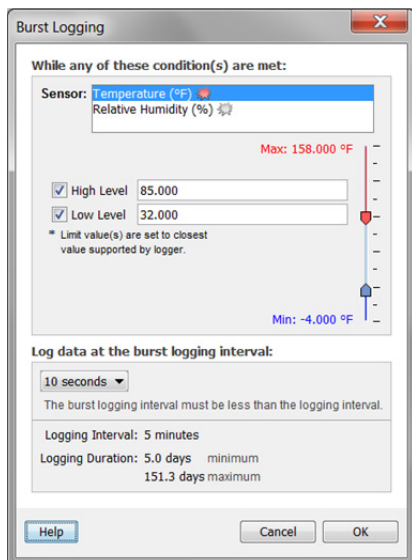 Burst Logging
While any of these condition(s) are met:
Sensor: Temperature (°F)
Relative Humidity (%)
Max: 158.000 °F
High Level 85.000
Low Level 32.000
* Limit value(s) are set to closest
value supported by logger.
Min: -4.000 °F
Log data at the burst logging interval:
10 seconds
The burst logging interval must be less than the logging interval.
Logging Interval: 5 minutes
Logging Duration: 5.0 days minimum
151.3 days maximum
Help Cancel OK